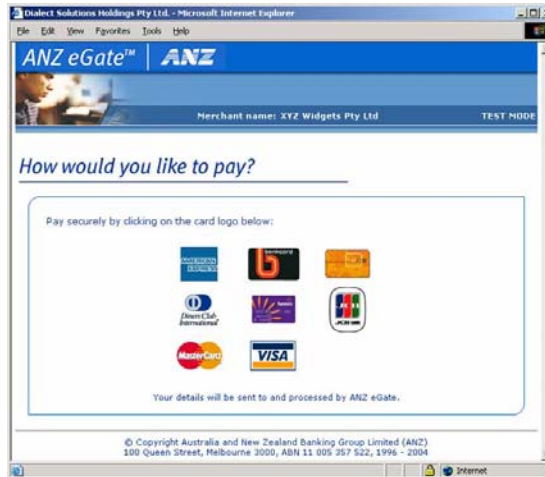 Dialect Solutions Holdings Pty Ltd. - Microsoft Internet Explorer
File Edit View Favorites Tools Help
ANZ eGate™ ANZ
Merchant name: XYZ Widgets Pty Ltd TEST MODE
How would you like to pay?
Pay securely by clicking on the card logo below:
AMERICAN EXPRESS
bankcard
Diners Club International
JCB
MasterCard
VISA
Your details will be sent to and processed by ANZ eGate.
© Copyright Australia and New Zealand Banking Group Limited (ANZ)
100 Queen Street, Melbourne 3000, ABN 11 005 357 522, 1996 - 2004
Internet